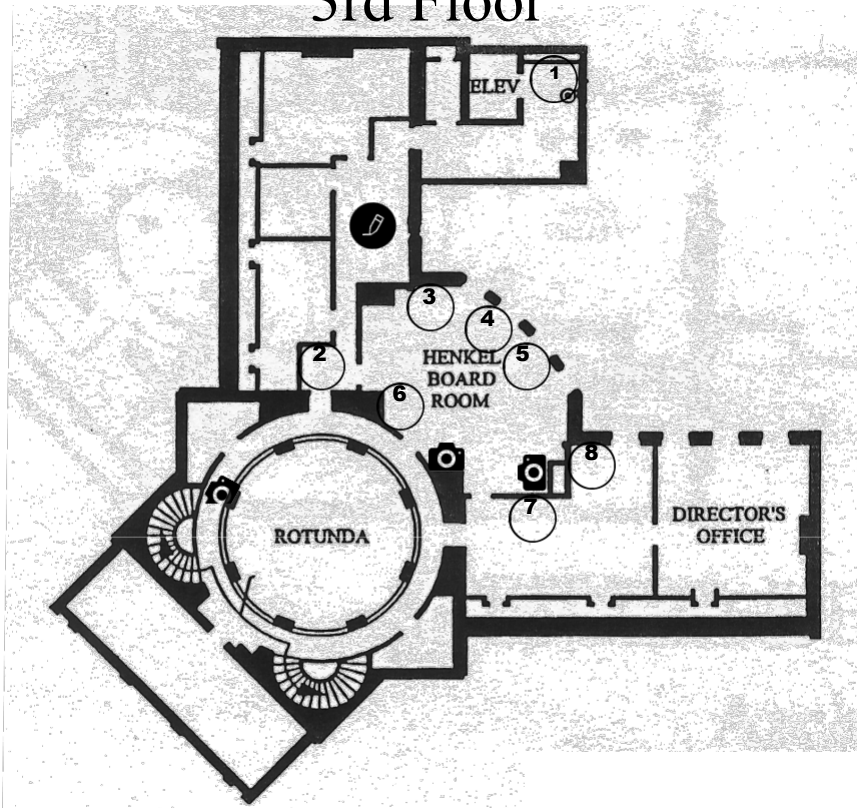 3rd Floor
1
ELEV
3
4
2
5
HENKEL
BOARD
ROOM
6
8
7
DIRECTOR'S
OFFICE
ROTUNDA